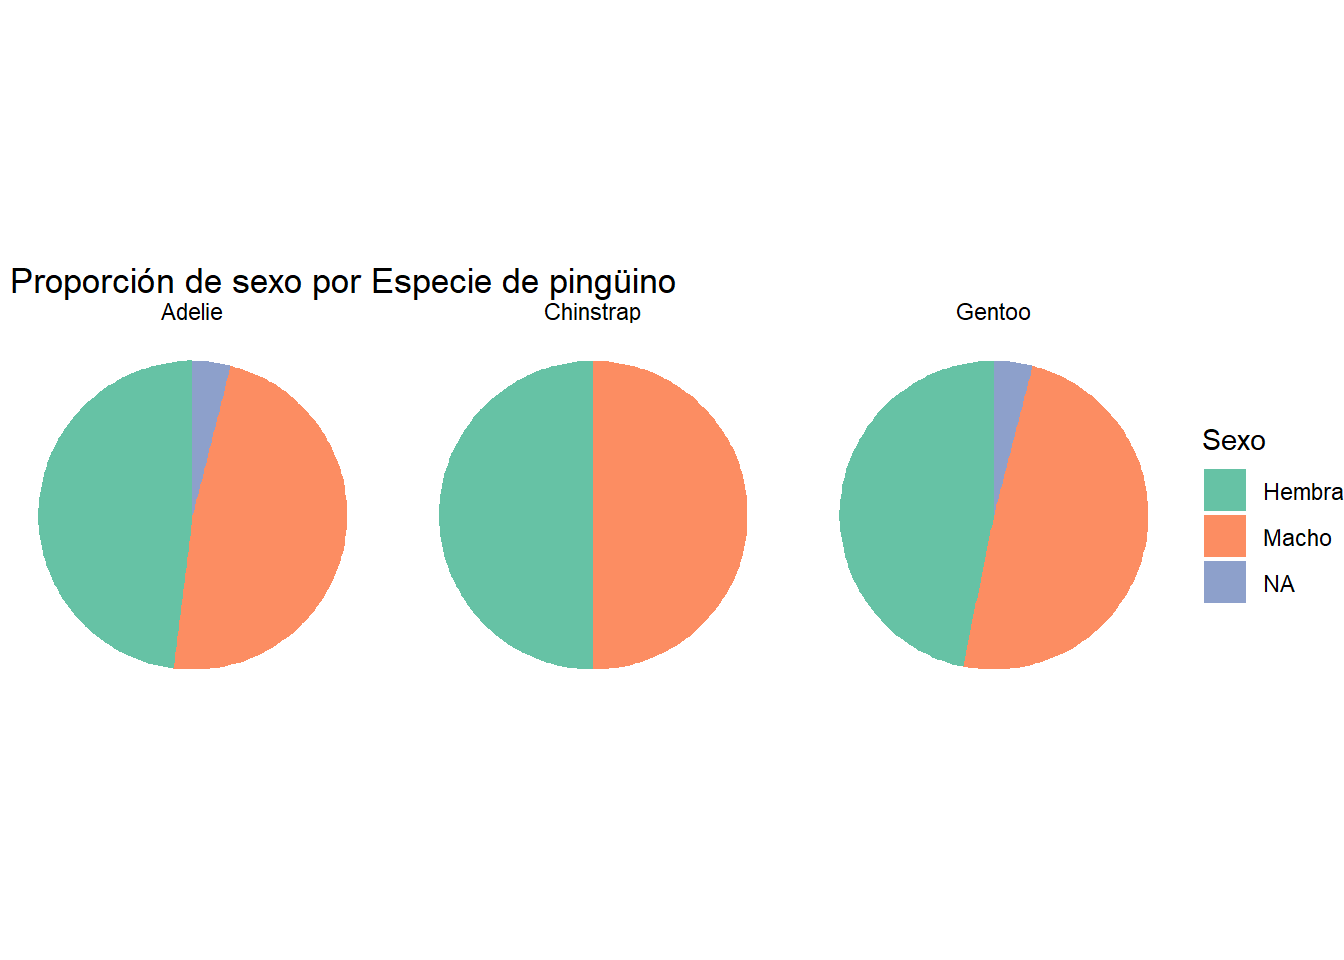 Proporción de sexo por Especie de pingüino
Adelie
Chinstrap
Gentoo
Sexo
Hembra
Macho
NA